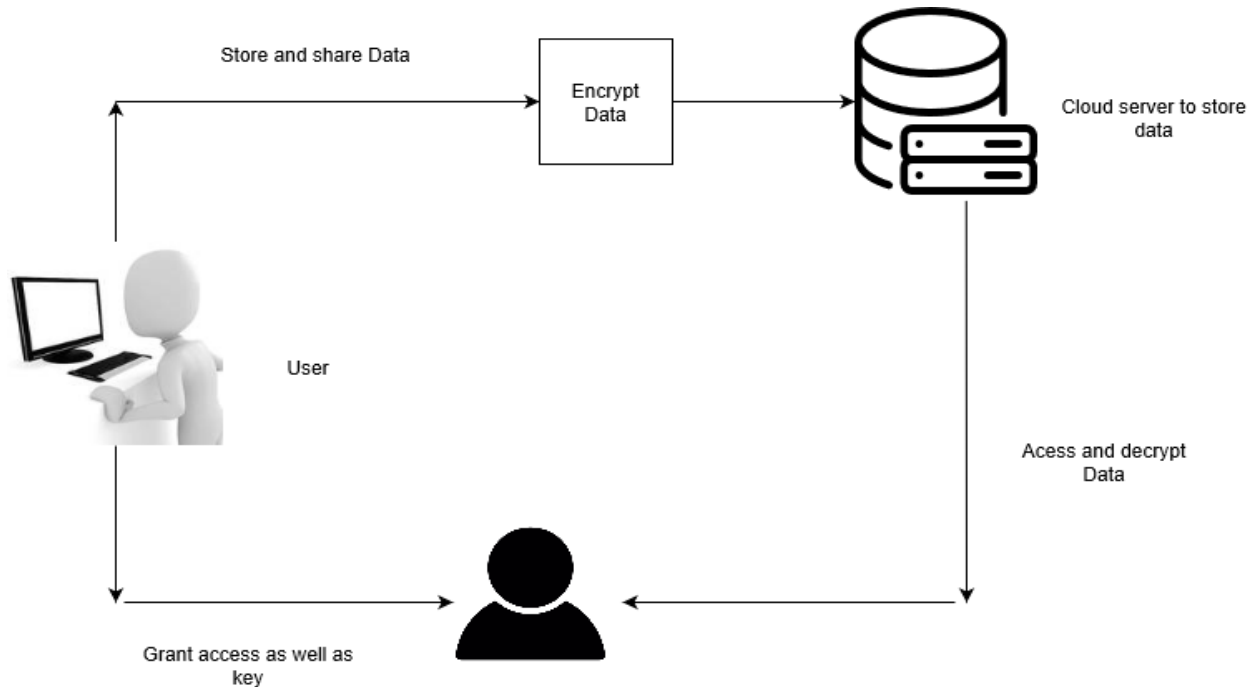 Store and share Data
Encrypt
Data
Cloud server to store
data
User
Acess and decrypt
Data
Grant access as well as
key